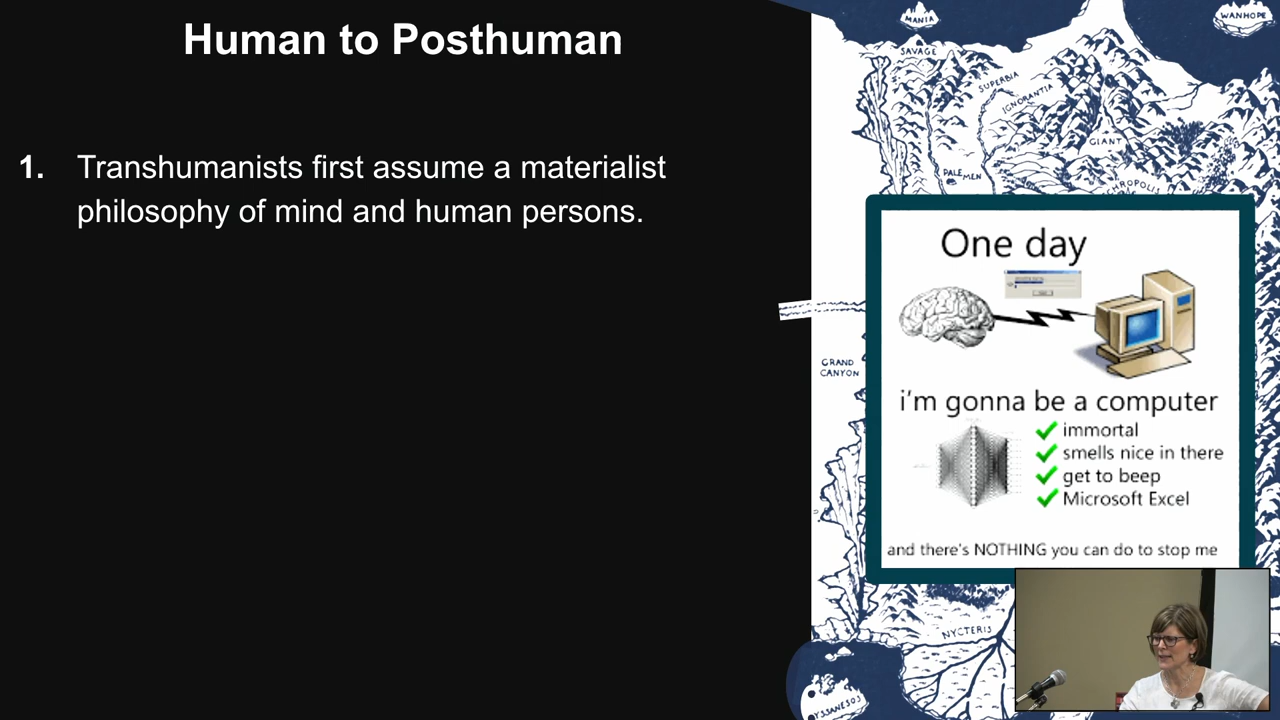 Human to Posthuman
1. Transhumanists first assume a materialist
philosophy of mind and human persons.
MANIA
WANHOPE
SAVAGE
SUPERBIA
IGNORANTIA
GIANT
PALE MEN
GRAND
CANYON
One day
i'm gonna be a computer
✓ immortal
✓ smells nice in there
✓ get to beep
✓ Microsoft Excel
and there's NOTHING you can do to stop me
NYCTERIS